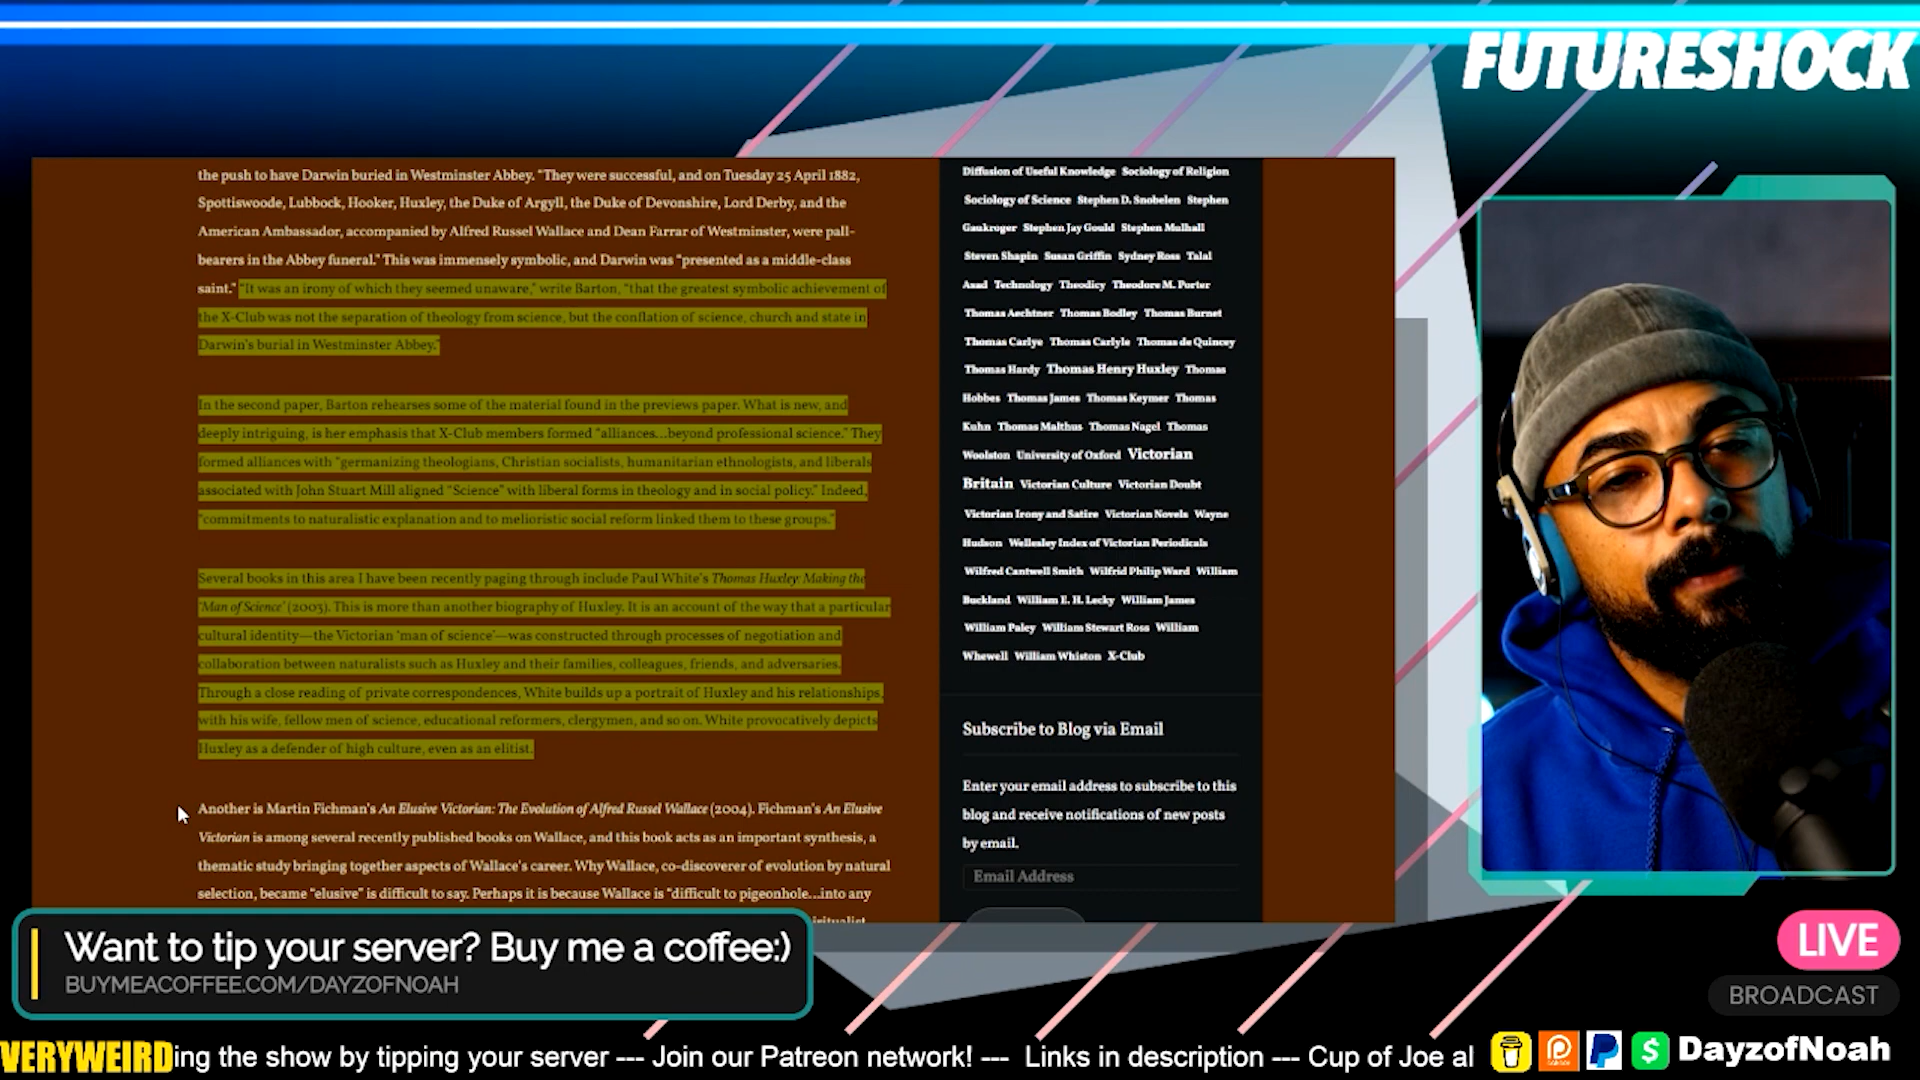 FUTURESHOCK
the push to have Darwin buried in Westminster Abbey. "They were successful, and on Tuesday 25 April 1882,
Spottiswoode, Lubbock, Hooker, Huxley, the Duke of Argyll, the Duke of Devonshire, Lord Derby, and the
American Ambassador, accompanied by Alfred Russel Wallace and Dean Farrar of Westminster, were pall-
bearers in the Abbey funeral." This was immensely symbolic, and Darwin was "presented as a middle-class
saint." "It was an irony of which they seemed unaware," write Barton, "that the greatest symbolic achievement of
the X-Club was not the separation of theology from science, but the conflation of science, church and state in
Darwin's burial in Westminster Abbey."
In the second paper, Barton rehearses some of the material found in the previews paper. What is new, and
deeply intriguing, is her emphasis that X-Club members formed "alliances…beyond professional science." They
formed alliances with "germanizing theologians, Christian socialists, humanitarian ethnologists, and liberals
associated with John Stuart Mill aligned "Science" with liberal forms in theology and in social policy." Indeed,
"commitments to naturalistic explanation and to melioristic social reform linked them to these groups."
Several books in this area I have been recently paging through include Paul White's Thomas Huxley: Making the
'Man of Science' (2003). This is more than another biography of Huxley. It is an account of the way that a particular
cultural identity—the Victorian 'man of science'—was constructed through processes of negotiation and
collaboration between naturalists such as Huxley and their families, colleagues, friends, and adversaries.
Through a close reading of private correspondences, White builds up a portrait of Huxley and his relationships,
with his wife, fellow men of science, educational reformers, clergymen, and so on. White provocatively depicts
Huxley as a defender of high culture, even as an elitist.
Another is Martin Fichman's An Elusive Victorian: The Evolution of Alfred Russel Wallace (2004). Fichman's An Elusive
Victorian is among several recently published books on Wallace, and this book acts as an important synthesis, a
thematic study bringing together aspects of Wallace's career. Why Wallace, co-discoverer of evolution by natural
selection, became "elusive" is difficult to say. Perhaps it is because Wallace is "difficult to pigeonhole…into any
Diffusion of Useful Knowledge Sociology of Religion
Sociology of Science Stephen D. Snobelen Stephen
Gaukroger Stephen Jay Gould Stephen Mulhall
Steven Shapin Susan Griffin Sydney Ross Talal
Asad Technology Theodicy Theodore M. Porter
Thomas Aechtner Thomas Bodley Thomas Burnet
Thomas Carlye Thomas Carlyle Thomas de Quincey
Thomas Hardy Thomas Henry Huxley Thomas
Hobbes Thomas James Thomas Keymer Thomas
Kuhn Thomas Malthus Thomas Nagel Thomas
Woolston University of Oxford Victorian
Britain Victorian Culture Victorian Doubt
Victorian Irony and Satire Victorian Novels Wayne
Hudson Wellesley Index of Victorian Periodicals
Wilfred Cantwell Smith Wilfrid Philip Ward William
Buckland William E. H. Lecky William James
William Paley William Stewart Ross William
Whewell William Whiston X-Club
Subscribe to Blog via Email
Enter your email address to subscribe to this
blog and receive notifications of new posts
by email.
Email Address
Want to tip your server? Buy me a coffee:)
BUYMEACOFFEE.COM/DAYZOFNOAH
LIVE
BROADCAST
VERYWEIRD ing the show by tipping your server --- Join our Patreon network! --- Links in description --- Cup of Joe al
DayzofNoah